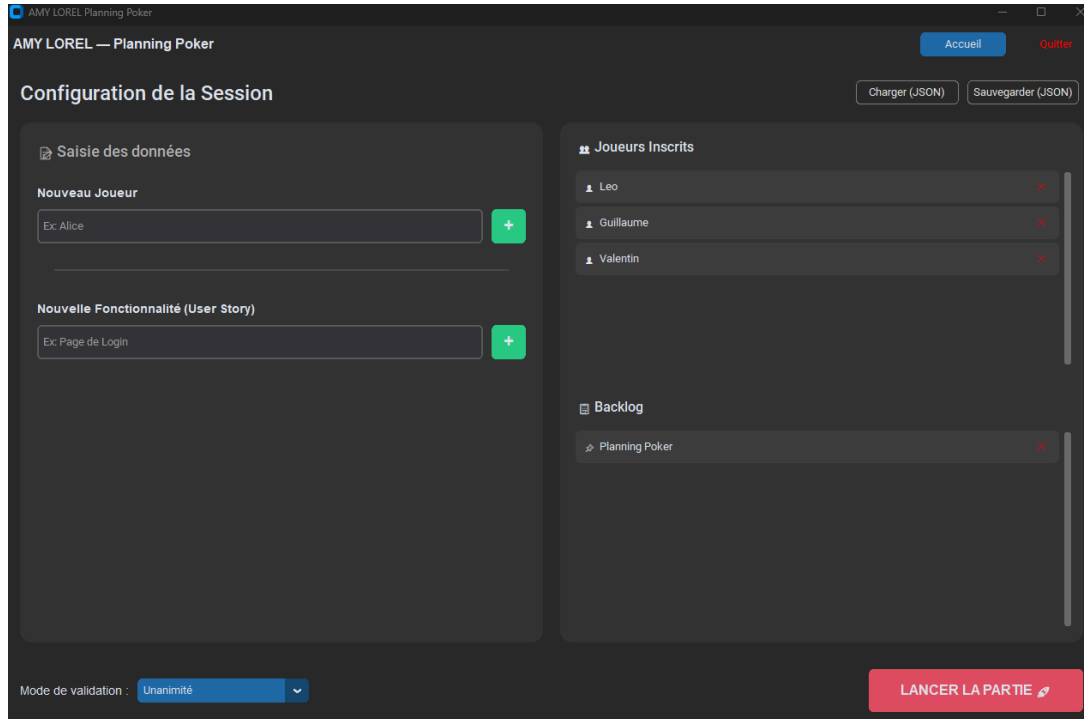 AMY LOREL Planning Poker
AMY LOREL — Planning Poker
Accueil
Quitter
Configuration de la Session
Charger (JSON)
Sauvegarder (JSON)
Saisie des données
Nouveau Joueur
Ex: Alice
+
Nouvelle Fonctionnalité (User Story)
Ex: Page de Login
+
Joueurs Inscrits
Leo
Guillaume
Valentin
Backlog
Planning Poker
Mode de validation :
Unanimité
LANCER LA PARTIE